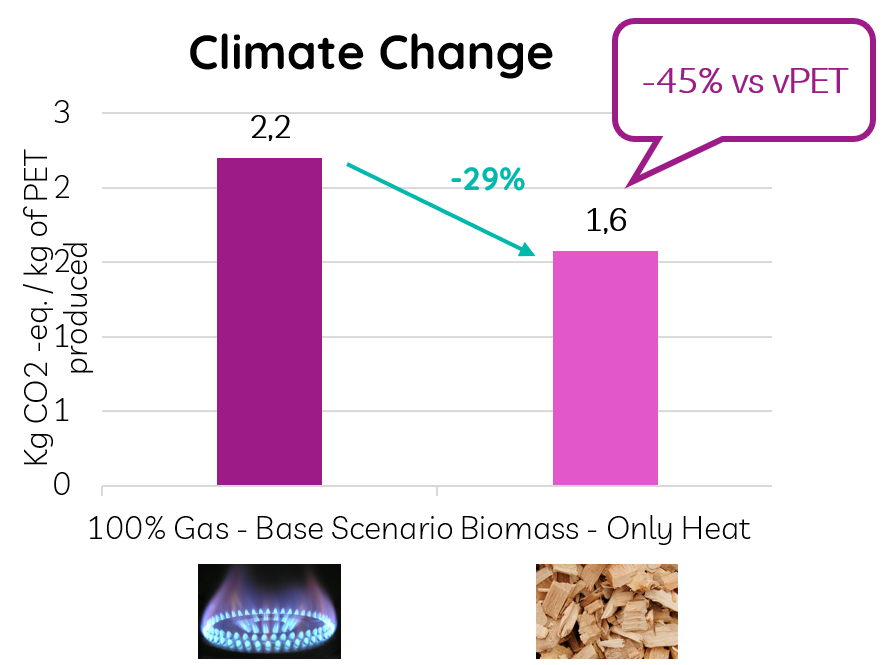 Climate Change
-45% vs vPET
3
2
2
1
1
0
Kg CO2 -eq. / kg of PET
produced
2,2
-29%
1,6
100% Gas - Base Scenario
Biomass - Only Heat